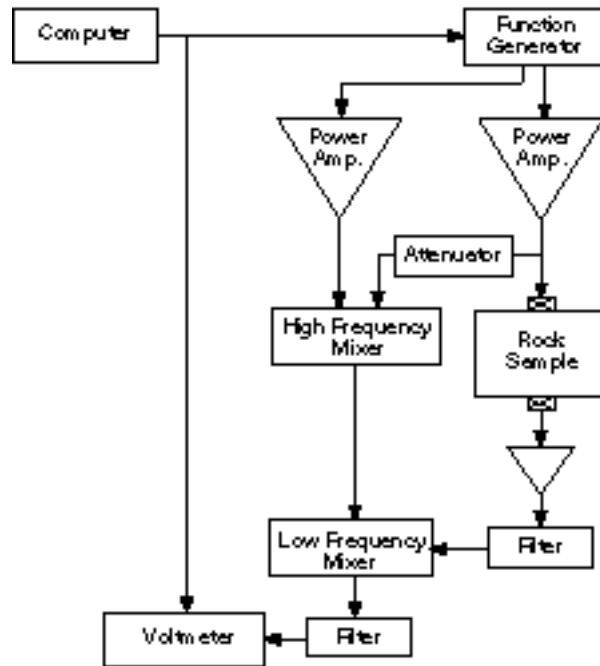 Computer
Function
Generator
Power
Amp.
Power
Amp.
Attenuator
High Frequency
Mixer
Rock
Sample
Low Frequency
Mixer
Filter
Voltmeter
Filter